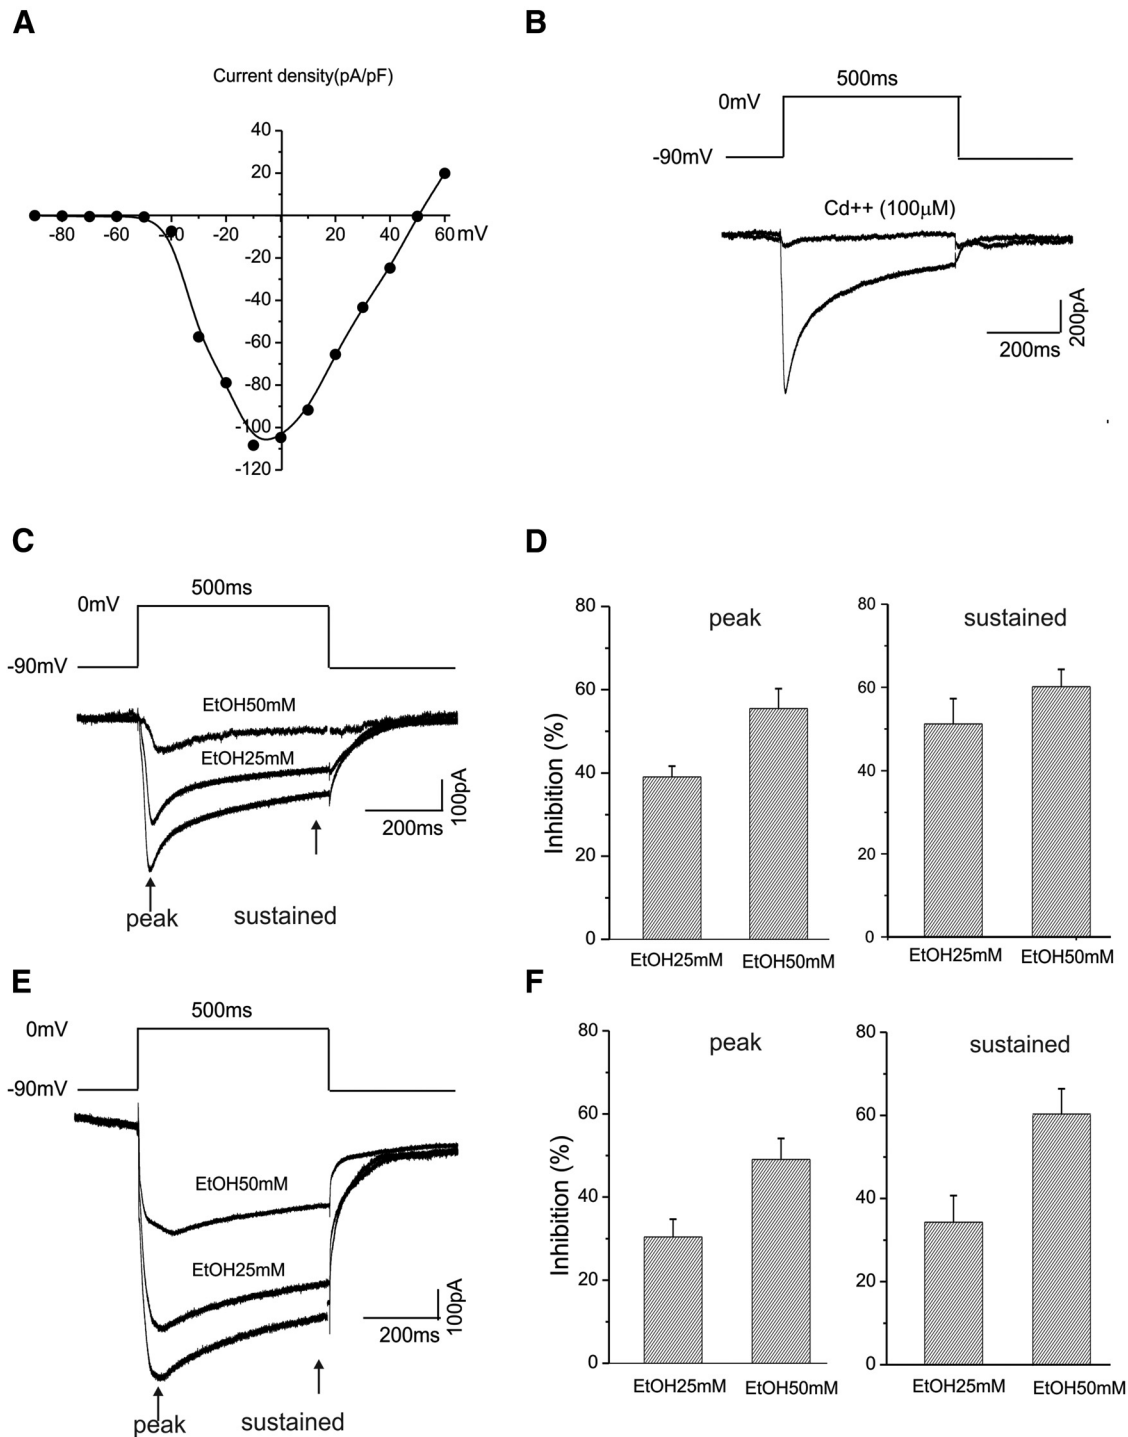 A
Current density(pA/pF)
40
20
-80 -60 -40 -20 20 40 60 mV
-20
-40
-60
-80
-100
-120
B
500ms
0mV
-90mV
Cd++ (100µM)
200pA
200ms
C
500ms
0mV
-90mV
EtOH50mM
EtOH25mM
100pA
200ms
peak sustained
D
80
60
40
20
0
Inhibition (%)
peak
EtOH25mM EtOH50mM
80
60
40
20
0
sustained
EtOH25mM EtOH50mM
E
500ms
0mV
-90mV
EtOH50mM
EtOH25mM
100pA
200ms
peak sustained
F
80
60
40
20
0
Inhibition (%)
peak
EtOH25mM EtOH50mM
80
60
40
20
0
sustained
EtOH25mM EtOH50mM